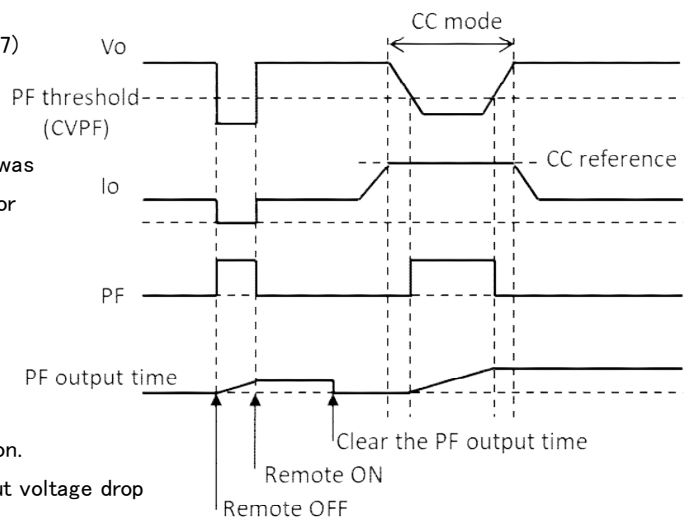 7)
was
or
on.
ut voltage drop
CC mode
Vo
PF threshold
(CVPF)
CC reference
Io
PF
PF output time
Clear the PF output time
Remote ON
Remote OFF